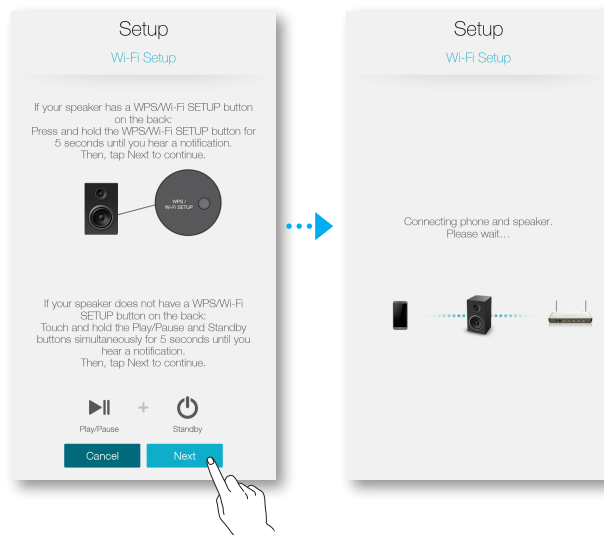 Setup
Wi-Fi Setup
If your speaker has a WPS/Wi-Fi SETUP button
on the back:
Press and hold the WPS/Wi-Fi SETUP button for
5 seconds until you hear a notification.
Then, tap Next to continue.
WPS /
Wi-Fi SETUP
If your speaker does not have a WPS/Wi-Fi
SETUP button on the back:
Touch and hold the Play/Pause and Standby
buttons simultaneously for 5 seconds until you
hear a notification.
Then, tap Next to continue.
+
Play/Pause
Standby
Cancel
Next
Setup
Wi-Fi Setup
Connecting phone and speaker.
Please wait…